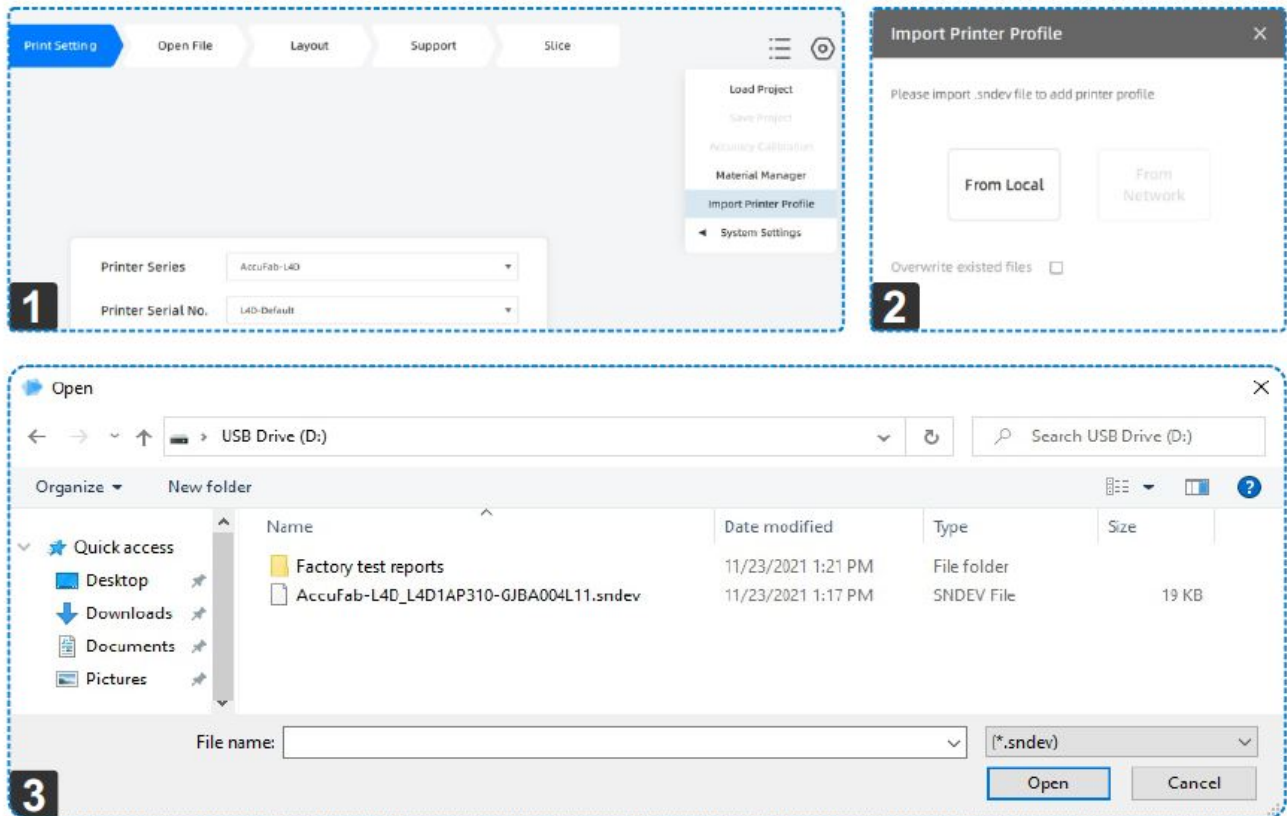 Print Setting Open File Layout Support Slice
Load Project
Save Project
Accuracy Calibration
Material Manager
Import Printer Profile
◄ System Settings
Printer Series AccuFab-L4D
Printer Serial No. L4D-Default
1
Import Printer Profile ×
Please import .sndev file to add printer profile
From Local
From
Network
Overwrite existed files
2
Open
USB Drive (D:) Search USB Drive (D:)
Organize New folder
Name Date modified Type Size
Quick access
Desktop
Downloads
Documents
Pictures
Factory test reports 11/23/2021 1:21 PM File folder
AccuFab-L4D_L4D1AP310-GJBA004L11.sndev 11/23/2021 1:17 PM SNDEV File 19 KB
File name: (*.sndev)
Open Cancel
3